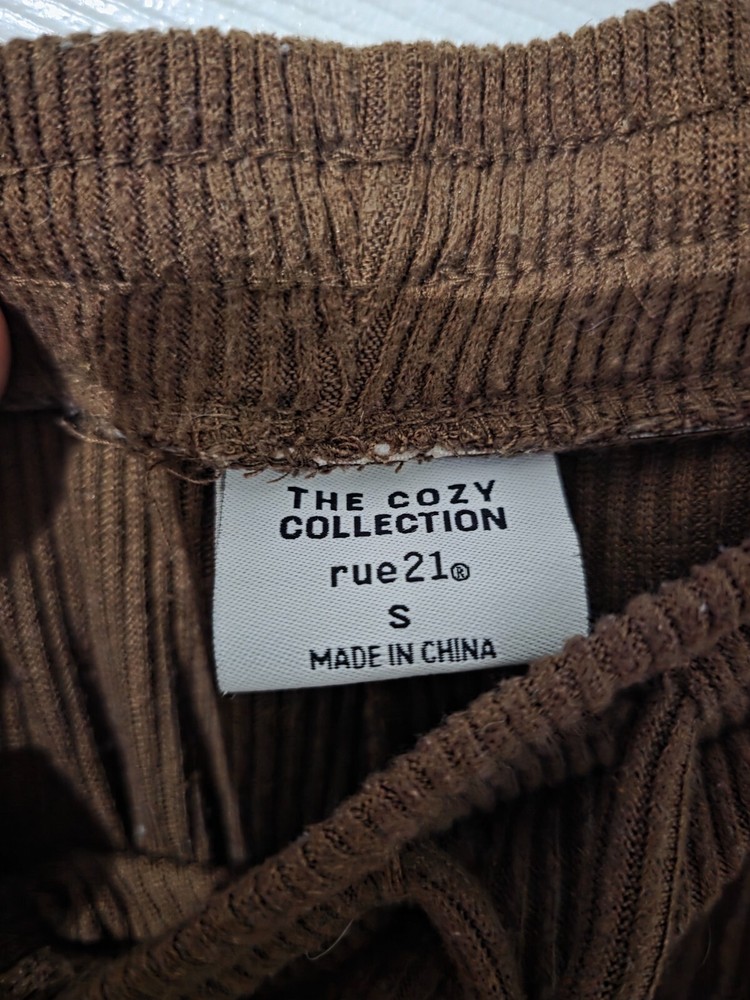 THE COZY
COLLECTION
rue21®
S
MADE IN CHINA